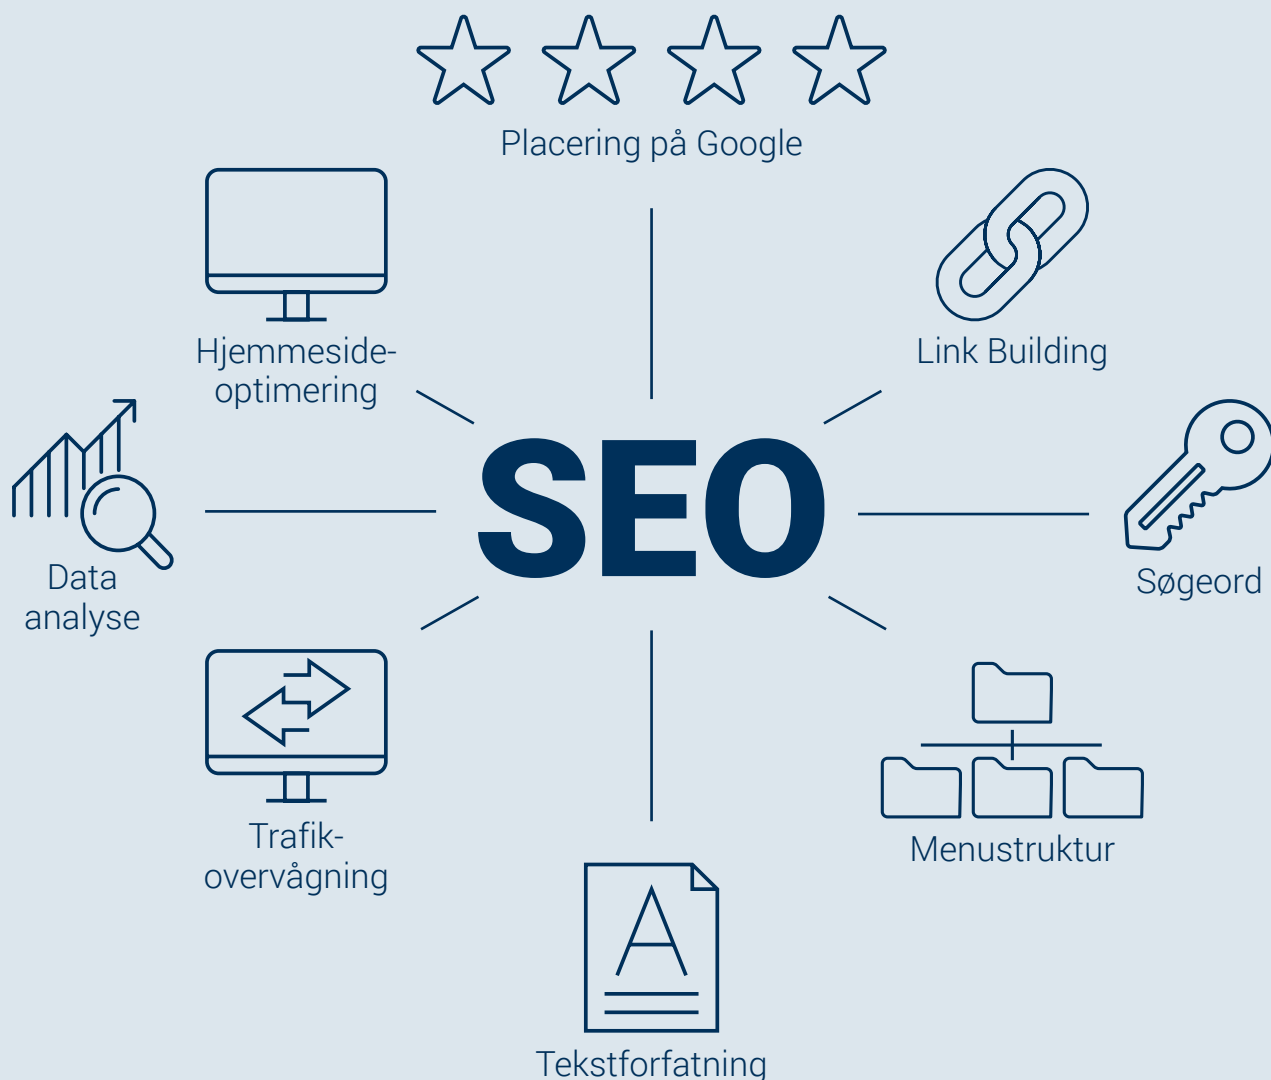 Placering på Google
Hjemmeside-
optimering
Link Building
SEO
Data
analyse
Søgeord
Trafik-
overvågning
A
Menustruktur
Tekstforfatning